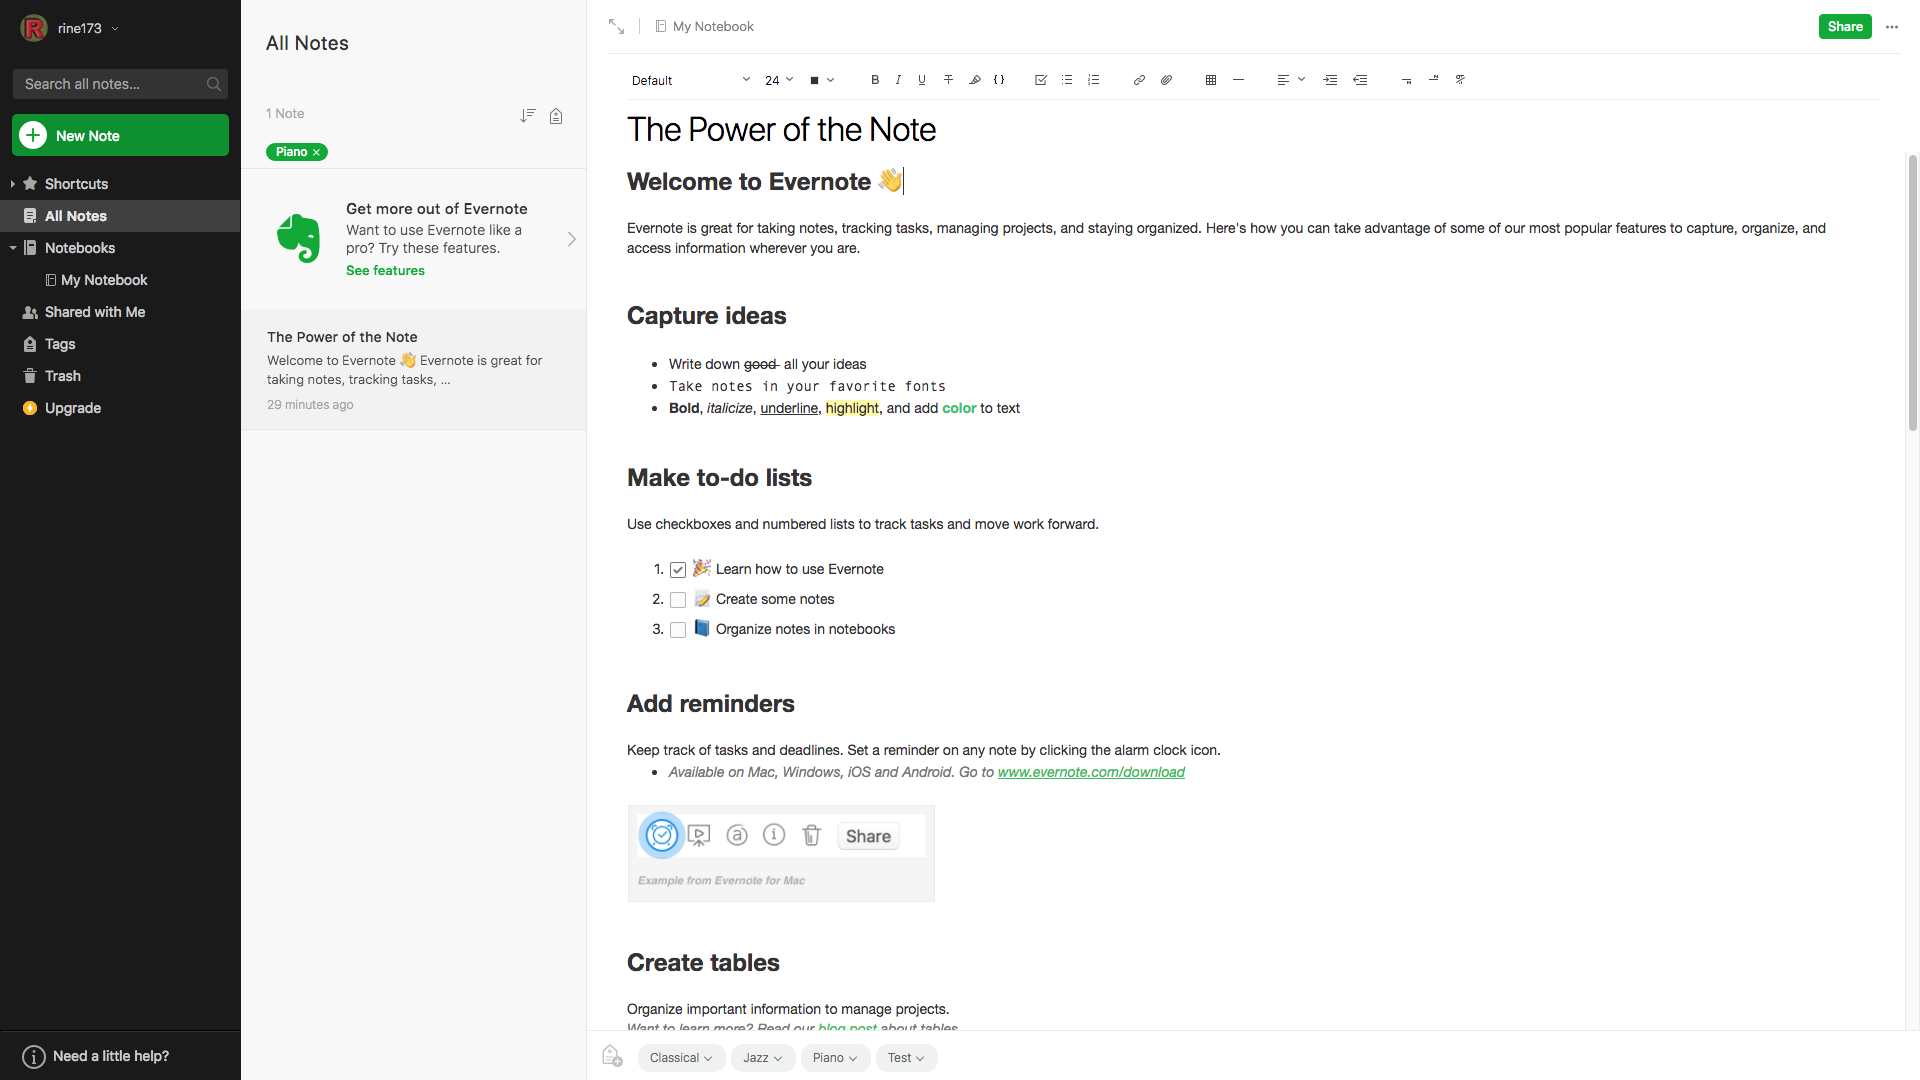 rine173
Search all notes...
New Note
Shortcuts
All Notes
Notebooks
My Notebook
Shared with Me
Tags
Trash
Upgrade
Need a little help?
All Notes
1 Note
Piano ×
Get more out of Evernote
Want to use Evernote like a
pro? Try these features.
See features
The Power of the Note
Welcome to Evernote 👋 Evernote is great for
taking notes, tracking tasks, ...
29 minutes ago
My Notebook
Share
Default 24 B I U T {}
The Power of the Note
Welcome to Evernote 👋
Evernote is great for taking notes, tracking tasks, managing projects, and staying organized. Here's how you can take advantage of some of our most popular features to capture, organize, and
access information wherever you are.
Capture ideas
• Write down good all your ideas
• Take notes in your favorite fonts
• Bold, italicize, underline, highlight, and add color to text
Make to-do lists
Use checkboxes and numbered lists to track tasks and move work forward.
1. 🎉 Learn how to use Evernote
2. 📝 Create some notes
3. 📘 Organize notes in notebooks
Add reminders
Keep track of tasks and deadlines. Set a reminder on any note by clicking the alarm clock icon.
• Available on Mac, Windows, iOS and Android. Go to www.evernote.com/download
Share
Example from Evernote for Mac
Create tables
Organize important information to manage projects.
Want to learn more? Read our blog post about tables
Classical
Jazz
Piano
Test